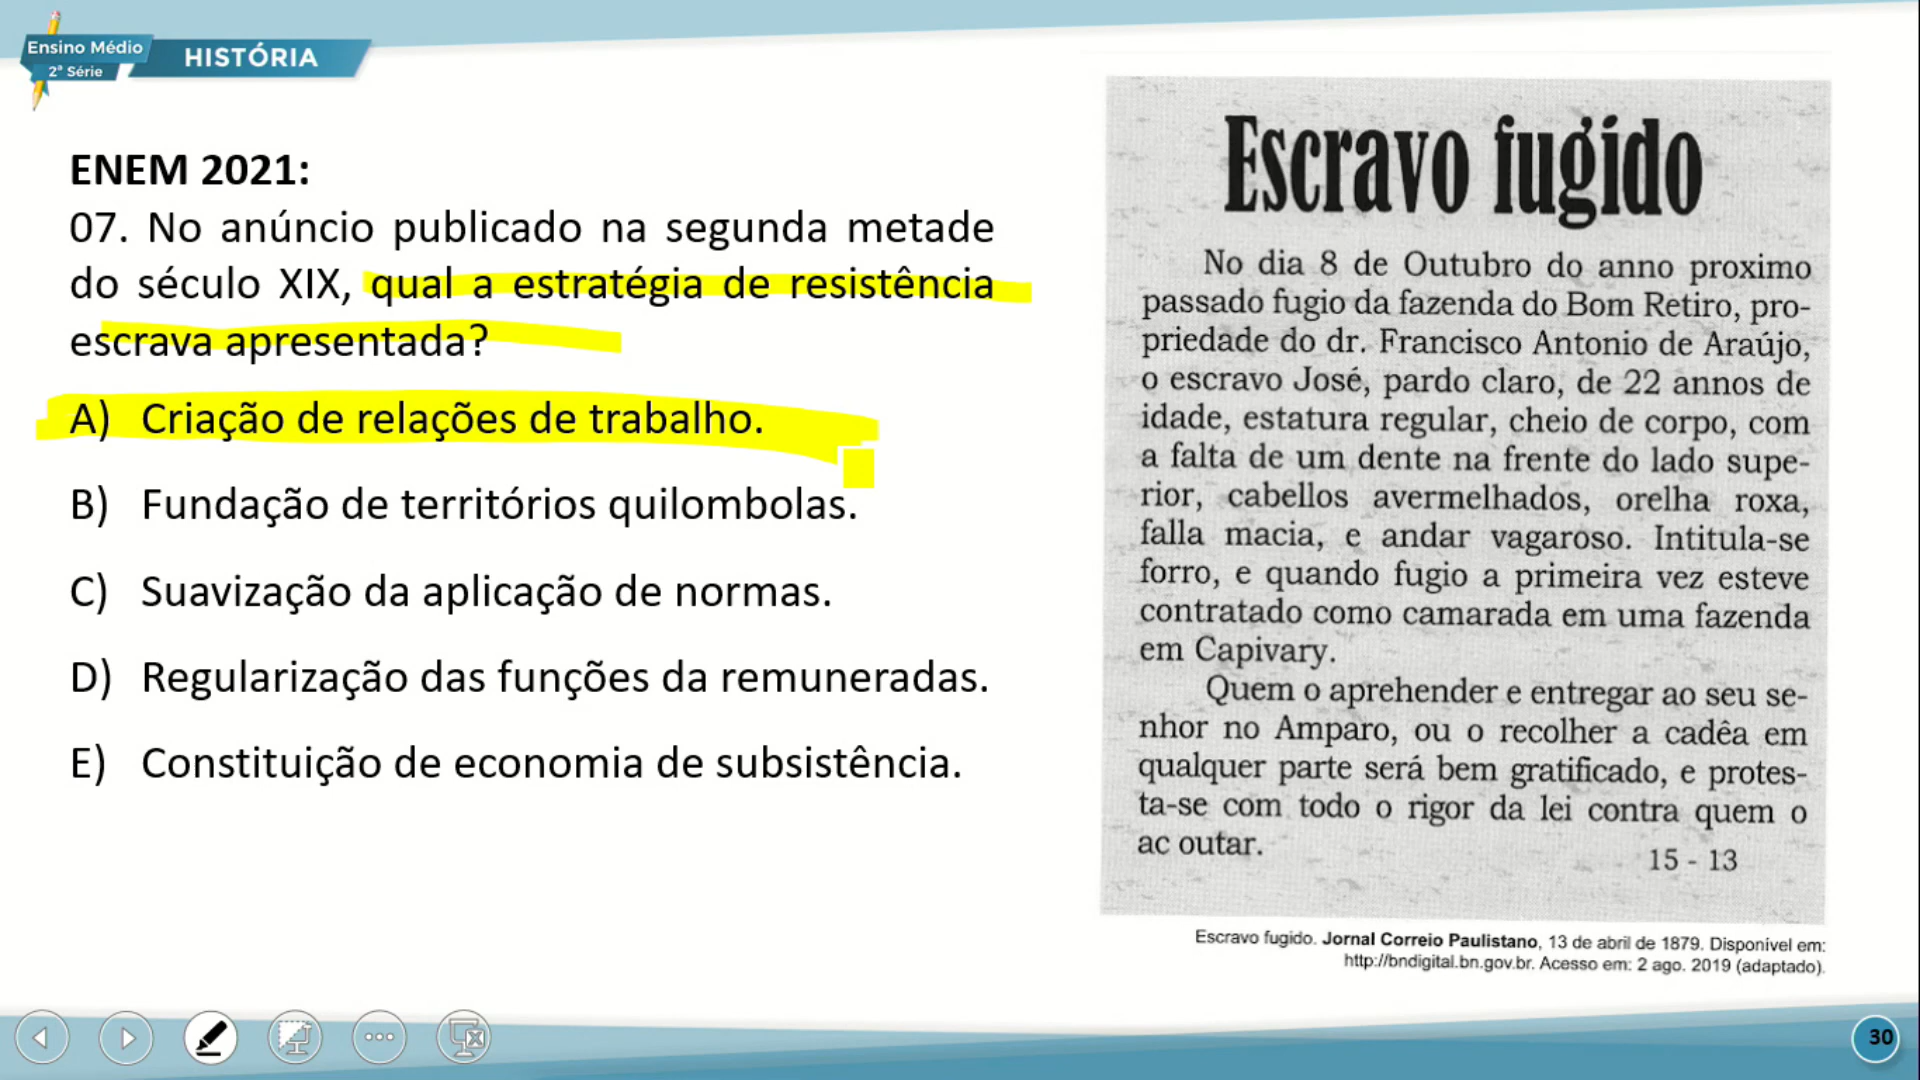 Ensino Médio
2ª Série
HISTÓRIA
ENEM 2021:
07. No anúncio publicado na segunda metade
do século XIX, qual a estratégia de resistência
escrava apresentada?
A) Criação de relações de trabalho.
B) Fundação de territórios quilombolas.
C) Suavização da aplicação de normas.
D) Regularização das funções da remuneradas.
E) Constituição de economia de subsistência.
Escravo fugido
No dia 8 de Outubro do anno proximo
passado fugio da fazenda do Bom Retiro, pro-
priedade do dr. Francisco Antonio de Araújo,
o escravo José, pardo claro, de 22 annos de
idade, estatura regular, cheio de corpo, com
a falta de um dente na frente do lado supe-
rior, cabellos avermelhados, orelha roxa,
falla macia, e andar vagaroso. Intitula-se
forro, e quando fugio a primeira vez esteve
contratado como camarada em uma fazenda
em Capivary.
Quem o aprehender e entregar ao seu se-
nhor no Amparo, ou o recolher a cadêa em
qualquer parte será bem gratificado, e protes-
ta-se com todo o rigor da lei contra quem o
ac outar.
15 - 13
Escravo fugido. Jornal Correio Paulistano, 13 de abril de 1879. Disponível em:
http://bndigital.bn.gov.br. Acesso em: 2 ago. 2019 (adaptado).
30